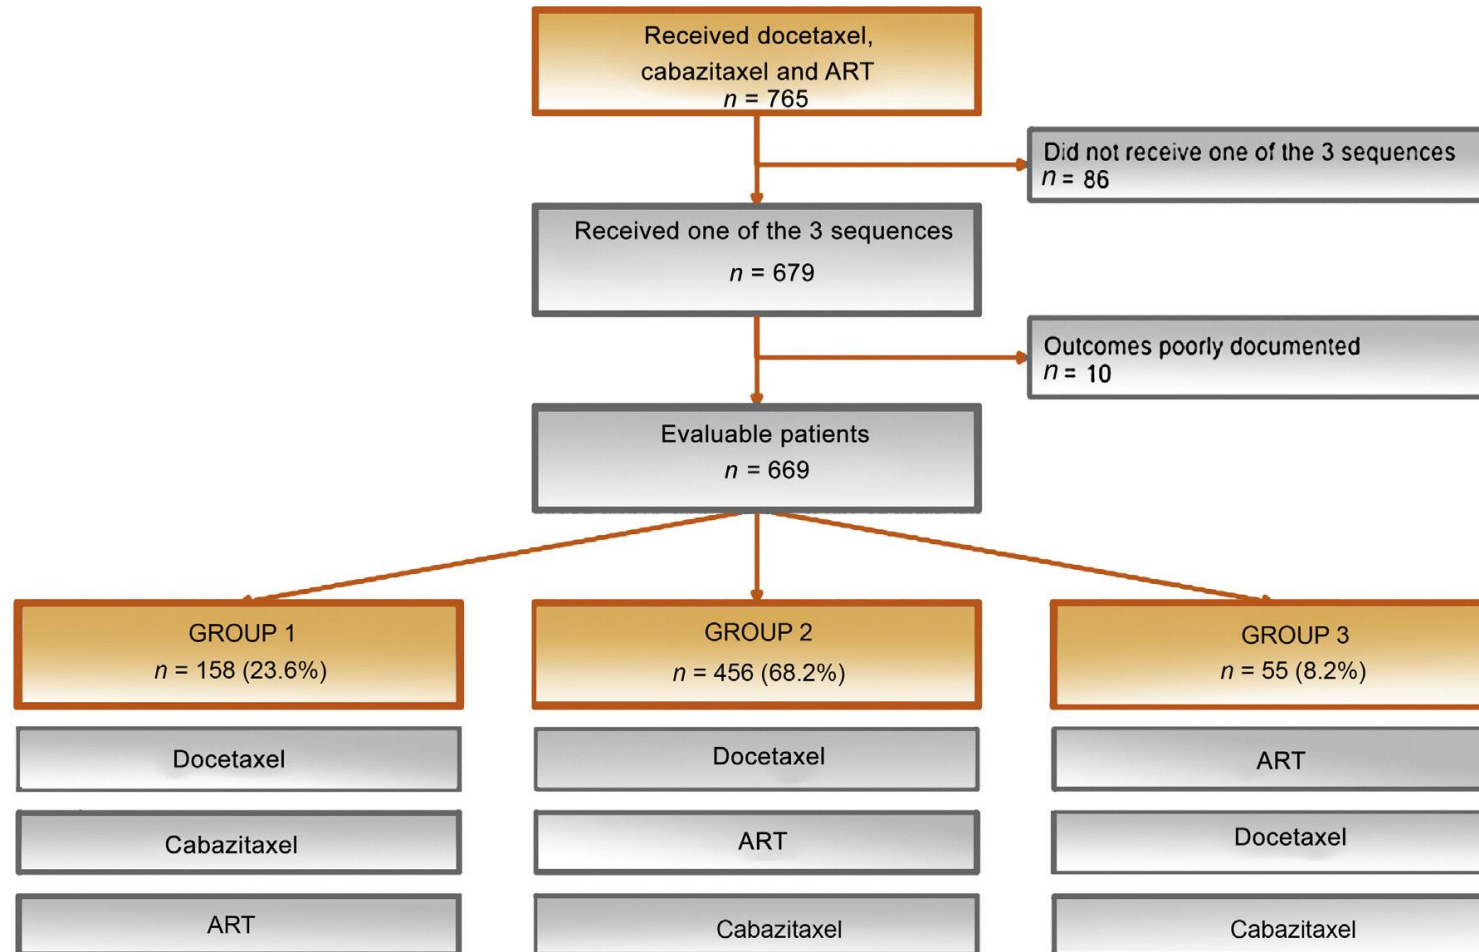 Received docetaxel,
cabazitaxel and ART
n = 765
Did not receive one of the 3 sequences
n = 86
Received one of the 3 sequences
n = 679
Outcomes poorly documented
n = 10
Evaluable patients
n = 669
GROUP 1
n = 158 (23.6%)
Docetaxel
Cabazitaxel
ART
GROUP 2
n = 456 (68.2%)
Docetaxel
ART
Cabazitaxel
GROUP 3
n = 55 (8.2%)
ART
Docetaxel
Cabazitaxel